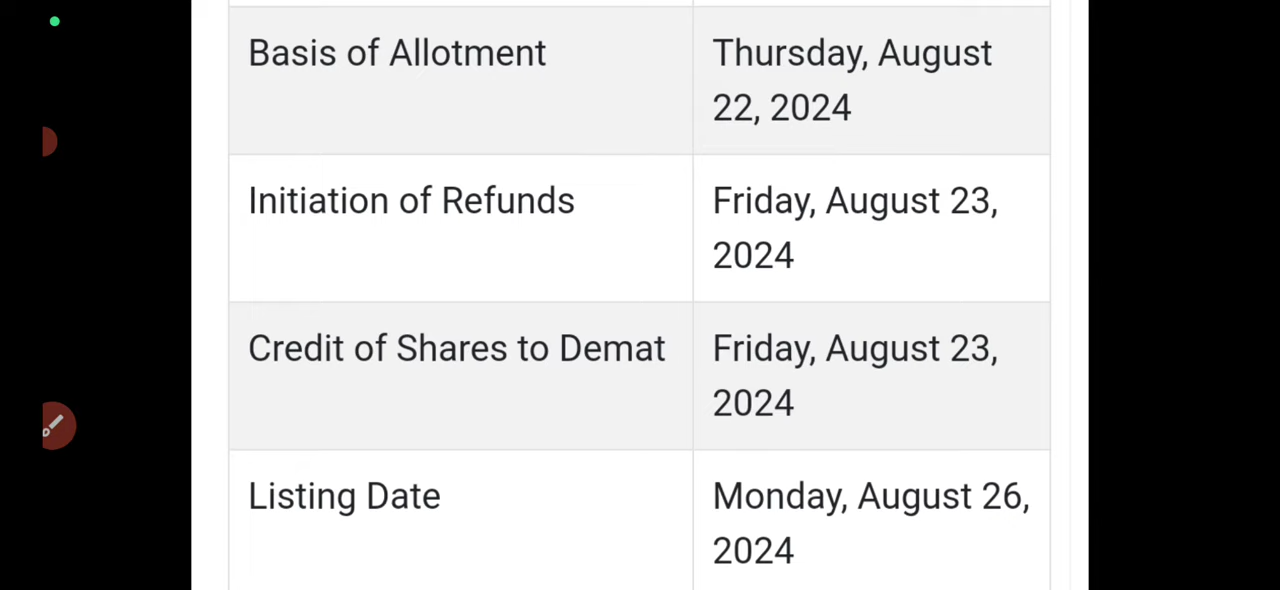 Basis of Allotment
Thursday, August
22, 2024
Initiation of Refunds
Friday, August 23,
2024
Credit of Shares to Demat
Friday, August 23,
2024
Listing Date
Monday, August 26,
2024